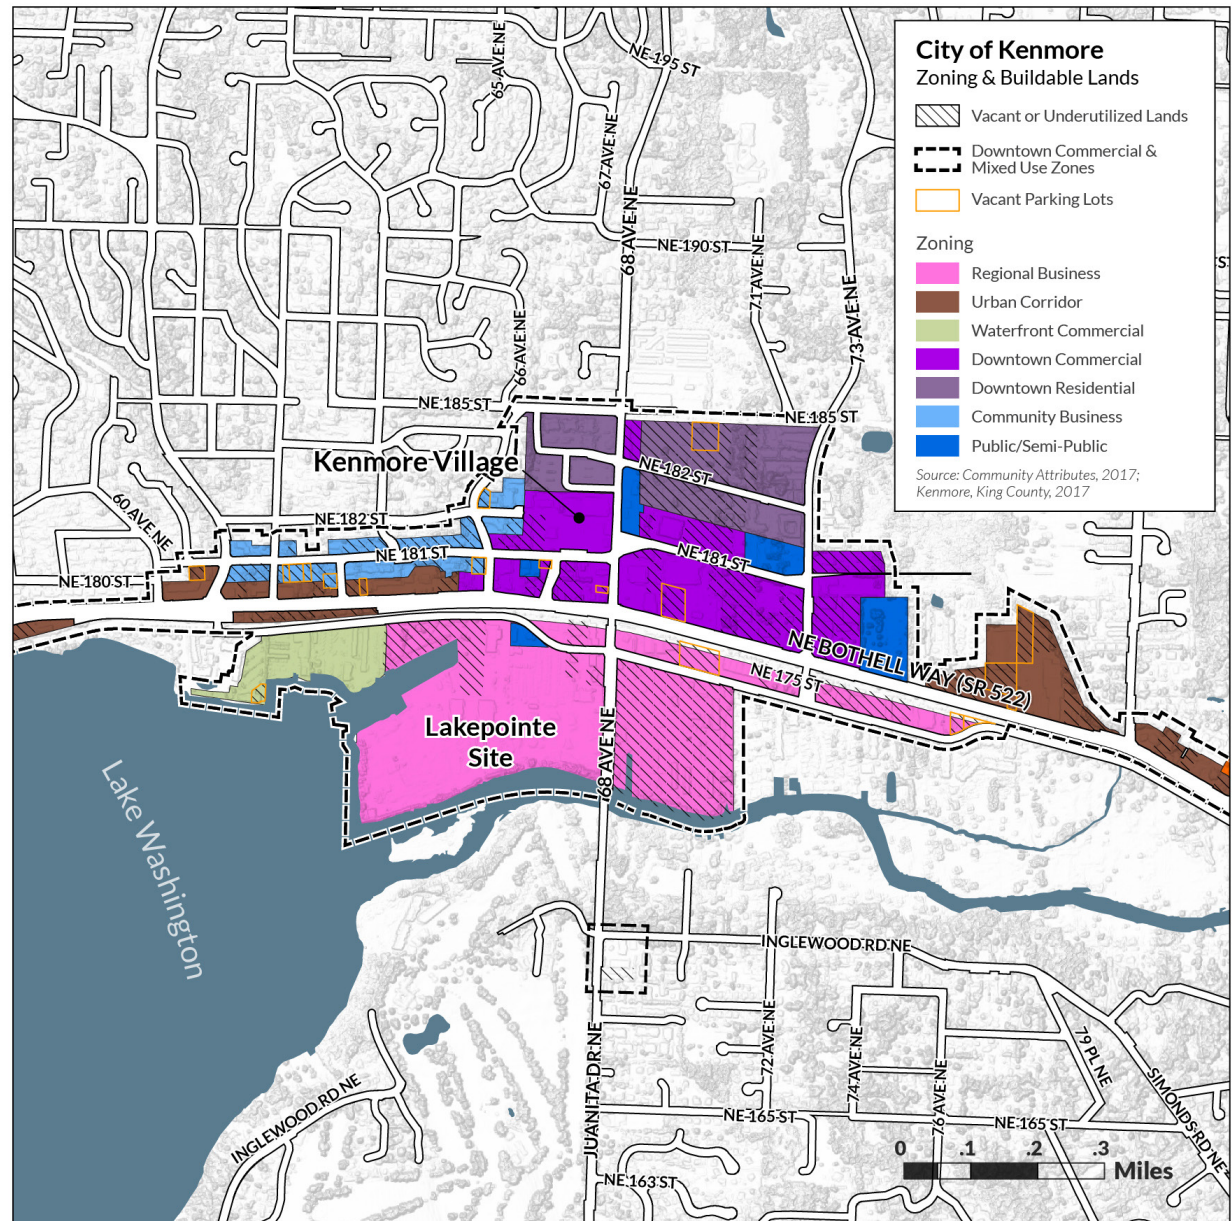 City of Kenmore
Zoning & Buildable Lands
Vacant or Underutilized Lands
Downtown Commercial &
Mixed Use Zones
Vacant Parking Lots
Zoning
Regional Business
Urban Corridor
Waterfront Commercial
Downtown Commercial
Downtown Residential
Community Business
Public/Semi-Public
Source: Community Attributes, 2017;
Kenmore, King County, 2017
65 AVE NE
NE 195 ST
67 AVE NE
68 AVE NE
NE 190 ST
71 AVE NE
73 AVE NE
66 AVE NE
NE 185 ST
NE 185 ST
Kenmore Village
NE 182 ST
60 AVE NE
NE 182 ST
NE 181 ST
NE 181 ST
NE 180 ST
NE BOTHELL WAY (SR 522)
NE 175 ST
Lakepointe
Site
68 AVE NE
Lake Washington
INGLEWOOD RD NE
JUANITA DR NE
72 AVE NE
74 AVE NE
76 AVE NE
79 PL NE
SIMONDS RD NE
INGLEWOOD RD NE
NE 165 ST
NE 165 ST
NE 163 ST
0 .1 .2 .3
Miles